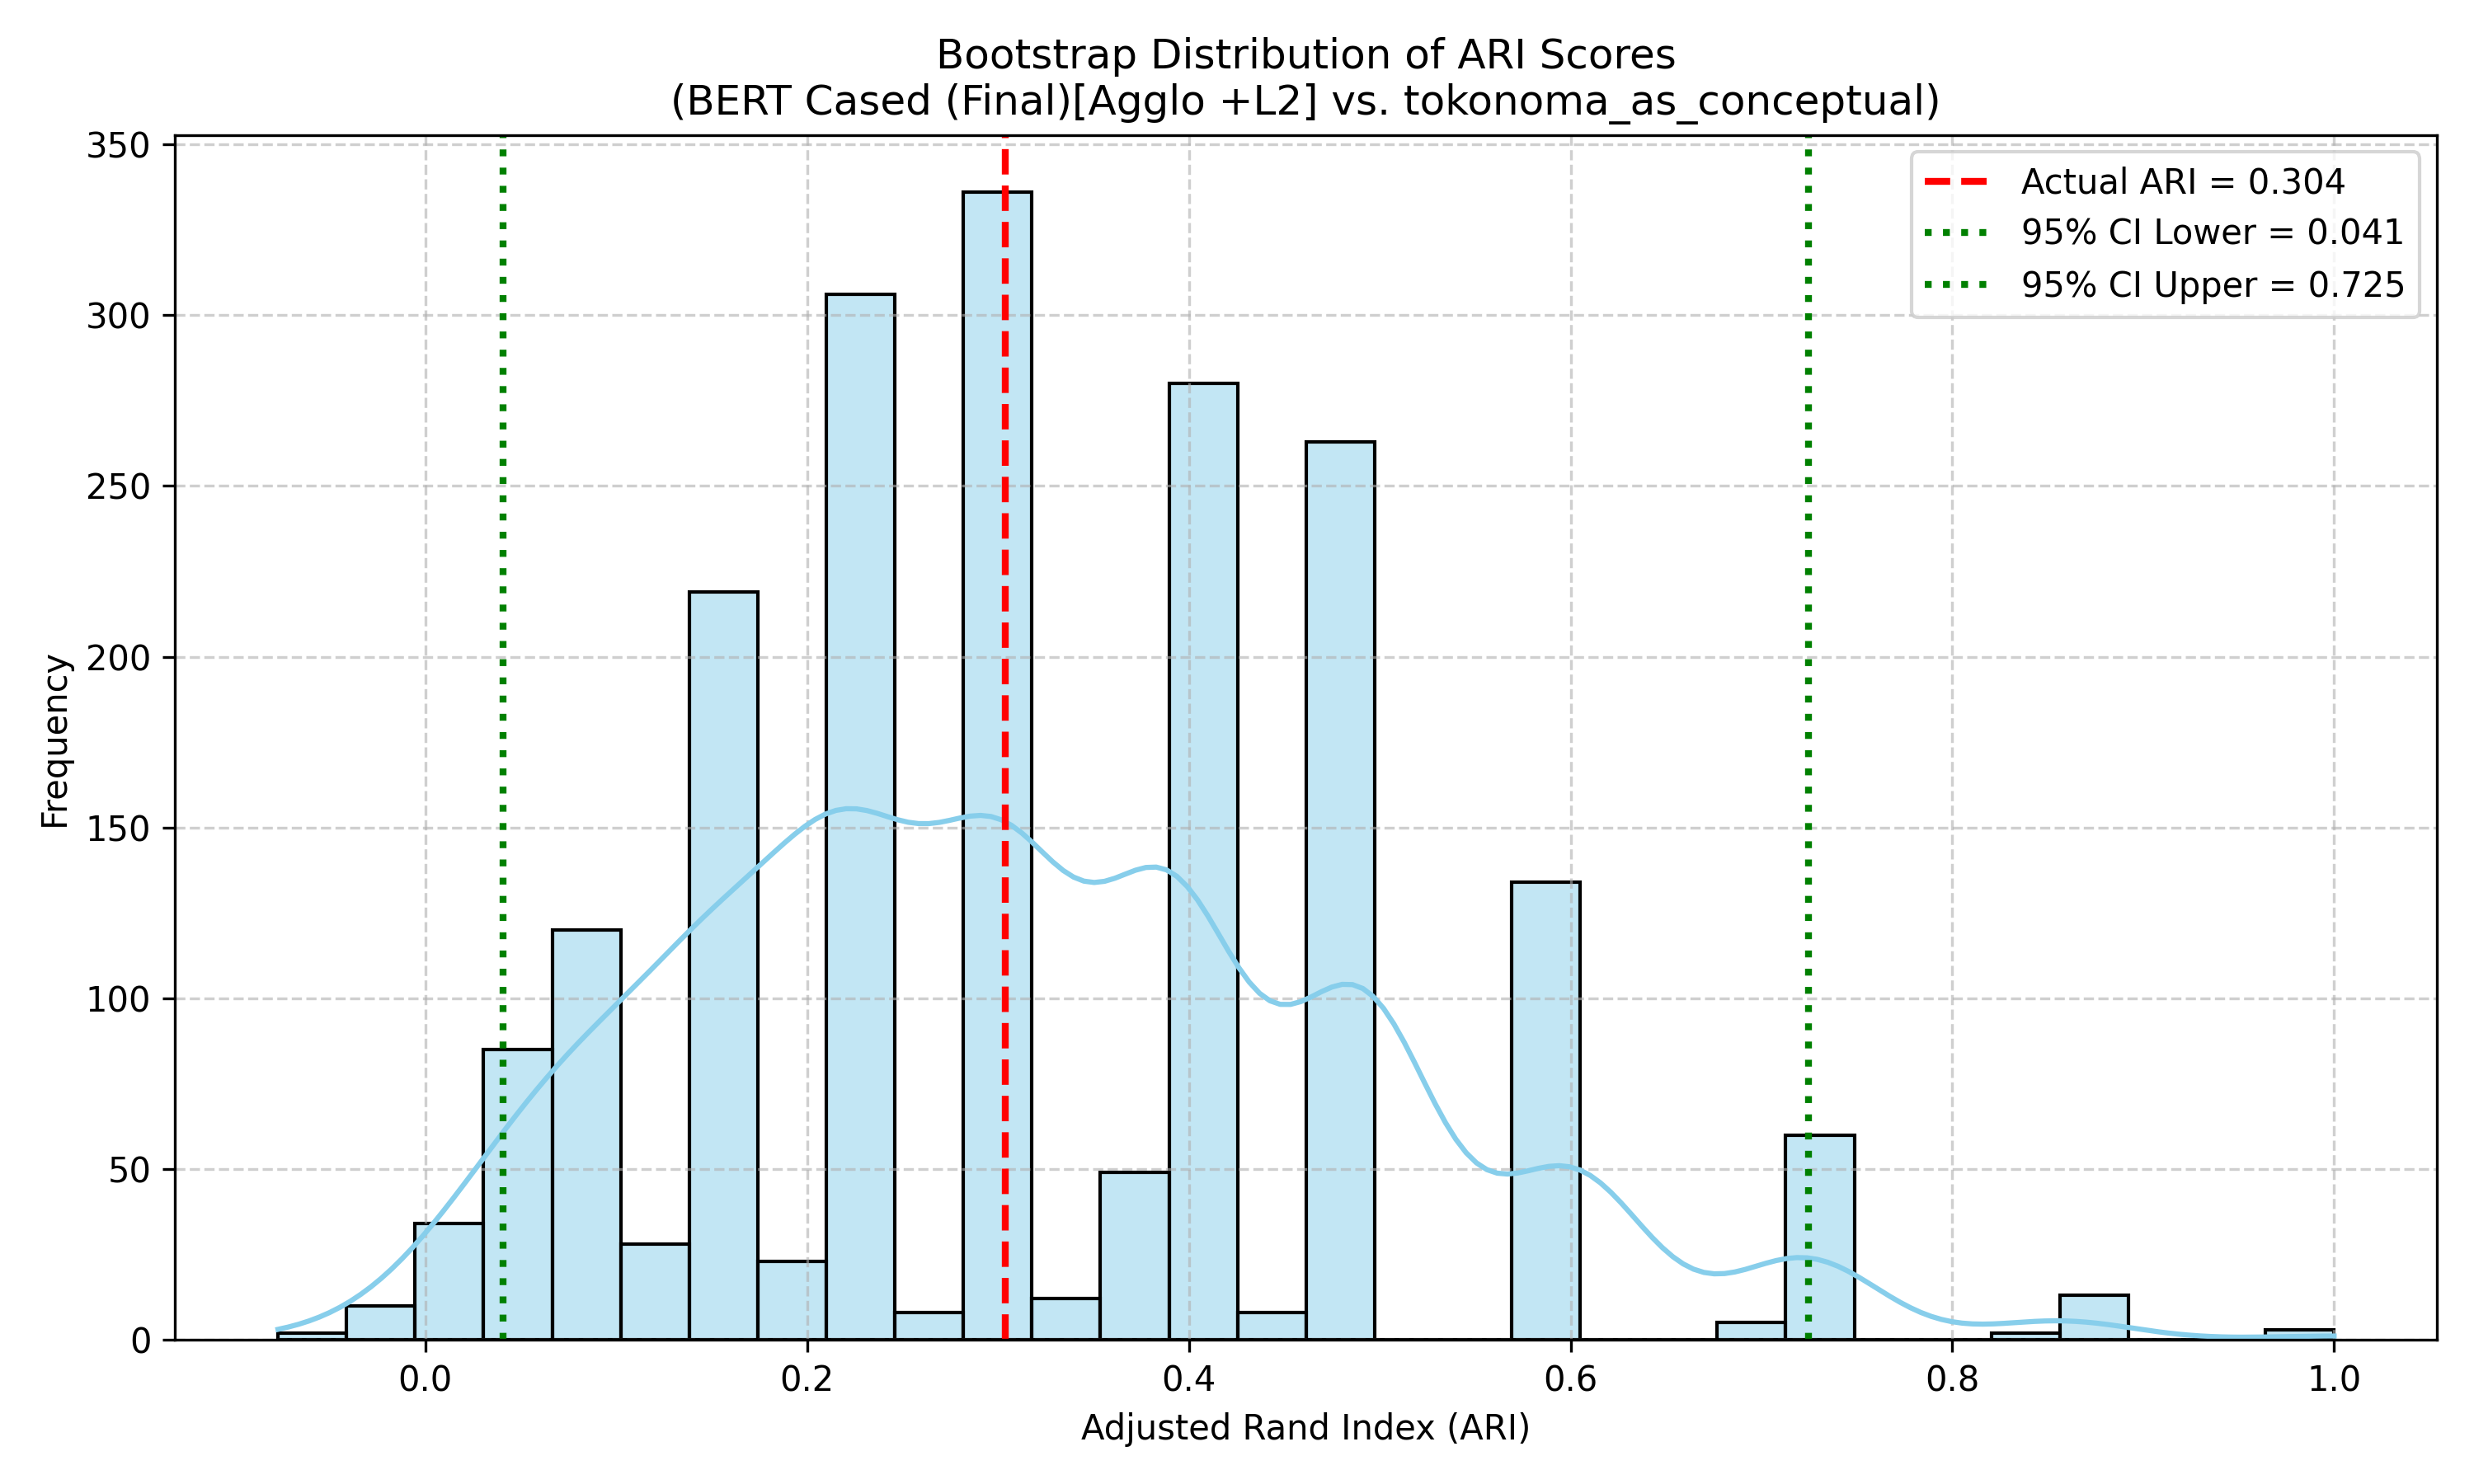 Bootstrap Distribution of ARI Scores
(BERT Cased (Final)[Agglo +L2] vs. tokonoma_as_conceptual)
Actual ARI = 0.304
95% CI Lower = 0.041
95% CI Upper = 0.725
Frequency
350
300
250
200
150
100
50
0
0.0 0.2 0.4 0.6 0.8 1.0
Adjusted Rand Index (ARI)